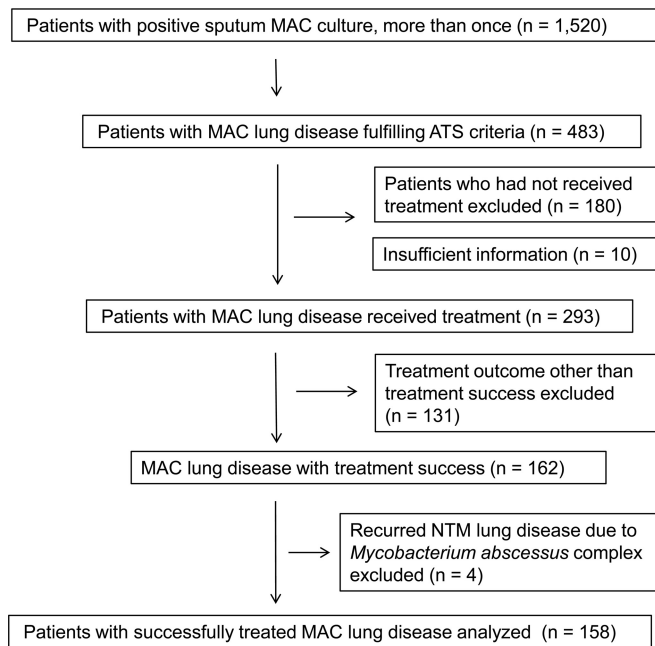 Patients with positive sputum MAC culture, more than once (n = 1,520)
Patients with MAC lung disease fulfilling ATS criteria (n = 483)
Patients who had not received
treatment excluded (n = 180)
Insufficient information (n = 10)
Patients with MAC lung disease received treatment (n = 293)
Treatment outcome other than
treatment success excluded
(n = 131)
MAC lung disease with treatment success (n = 162)
Recurred NTM lung disease due to
Mycobacterium abscessus complex
excluded (n = 4)
Patients with successfully treated MAC lung disease analyzed (n = 158)